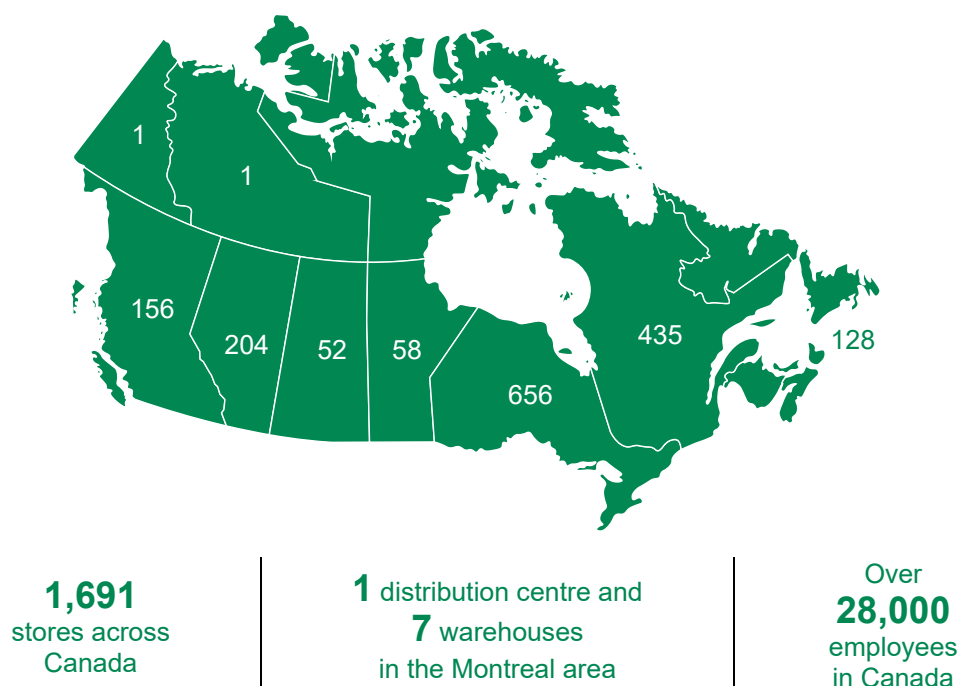 1
1
156
204
52
58
656
435
128
1,691
stores across
Canada
1 distribution centre and
7 warehouses
in the Montreal area
Over
28,000
employees
in Canada